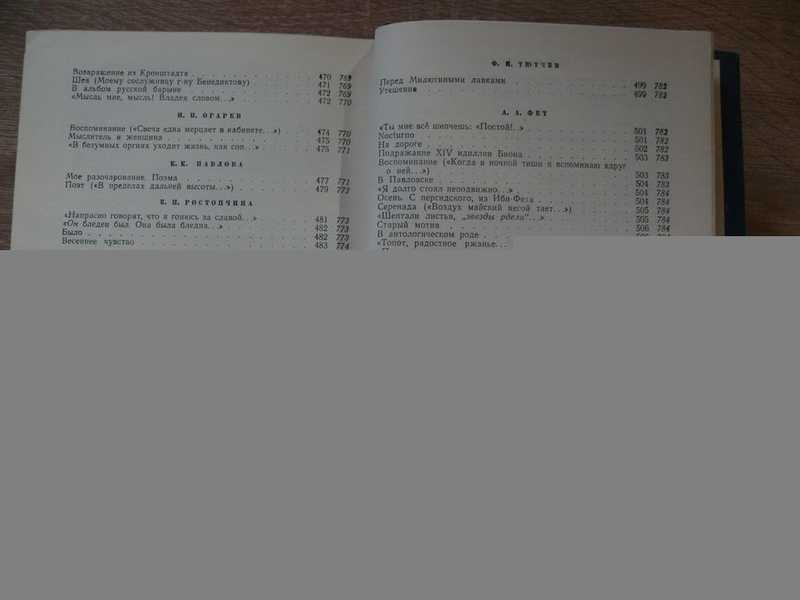 Возвращение из Кронштадта 470 769
Шея (Моему сослуживцу г-ну Бенедиктову) 471 769
В альбом русской барыне 472 769
«Мысль мне, мысль! Владея словом...» 472 770
Н. П. ОГАРЕВ
Воспоминание («Свеча едва мерцает в кабинете...») 474 770
Мыслитель и женщина 475 770
«В безумных оргиях уходит жизнь, как сон...» 475 771
К. К. ПАВЛОВА
Мое разочарование. Поэма 477 771
Поэт («В пределах дальней высоты...») 479 772
Е. П. РОСТОПЧИНА
«Напрасно говорят, что я гонюсь за славой...» 481 772
«Он бледен был. Она была бледна...» 482 773
Было 482 773
Весеннее чувство 483 774
Ф. И. ТЮТЧЕВ
Перед Милютиными лавками 499 782
Утешение 499 782
А. А. ФЕТ
«Ты мне всё шепчешь: «Постой!..» 501 782
Nocturno 501 782
На дороге 502 782
Подражание XIV идиллии Биона 503 783
Воспоминание («Когда в ночной тиши я вспоминаю вдруг
о ней...») 503 783
В Павловске 504 783
«Я долго стоял неподвижно...» 504 783
Осень. С персидского, из Ибн-Фета 504 784
Серенада («Воздух майский негой тает...») 505 784
«Шептали листья, „звезды рдели“...» 505 784
Старый мотив 506 784
В антологическом роде
«Топот, радостное ржанье...